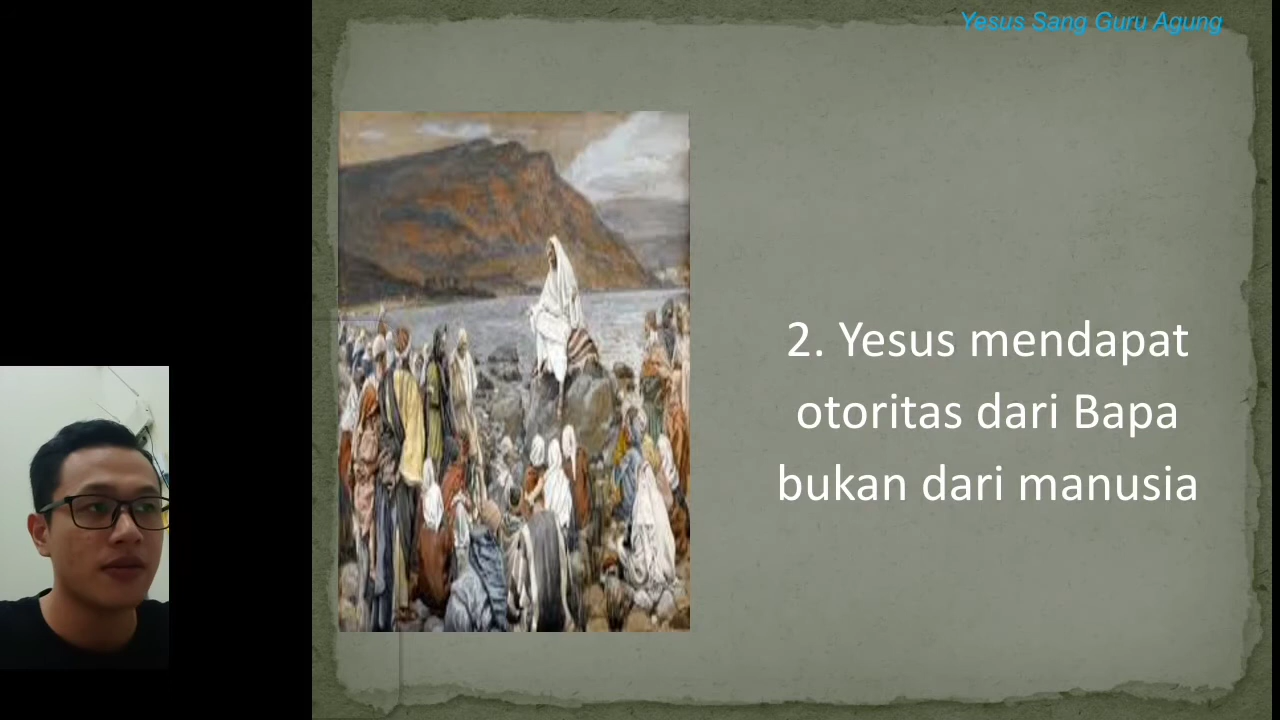 Yesus Sang Guru Agung
2. Yesus mendapat
otoritas dari Bapa
bukan dari manusia